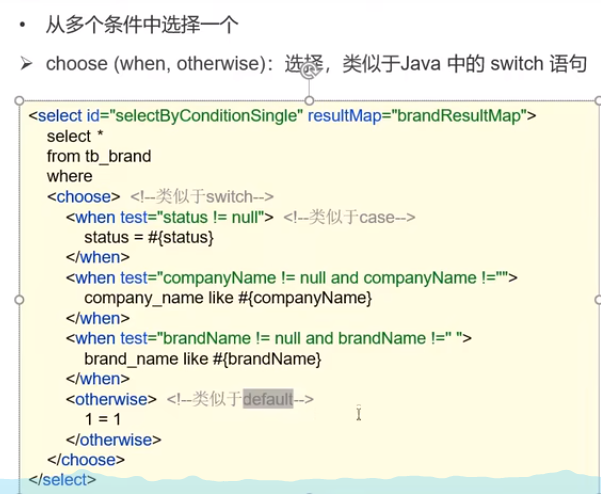 • 从多个条件中选择一个
➢ choose (when, otherwise)：选择，类似于Java 中的 switch 语句
<select id="selectByConditionSingle" resultMap="brandResultMap">
select *
from tb_brand
where
<choose> <!--类似于switch-->
<when test="status != null"> <!--类似于case-->
status = #{status}
</when>
<when test="companyName != null and companyName !=''">
company_name like #{companyName}
</when>
<when test="brandName != null and brandName !=' '">
brand_name like #{brandName}
</when>
<otherwise> <!--类似于default-->
1 = 1
</otherwise>
</choose>
</select>